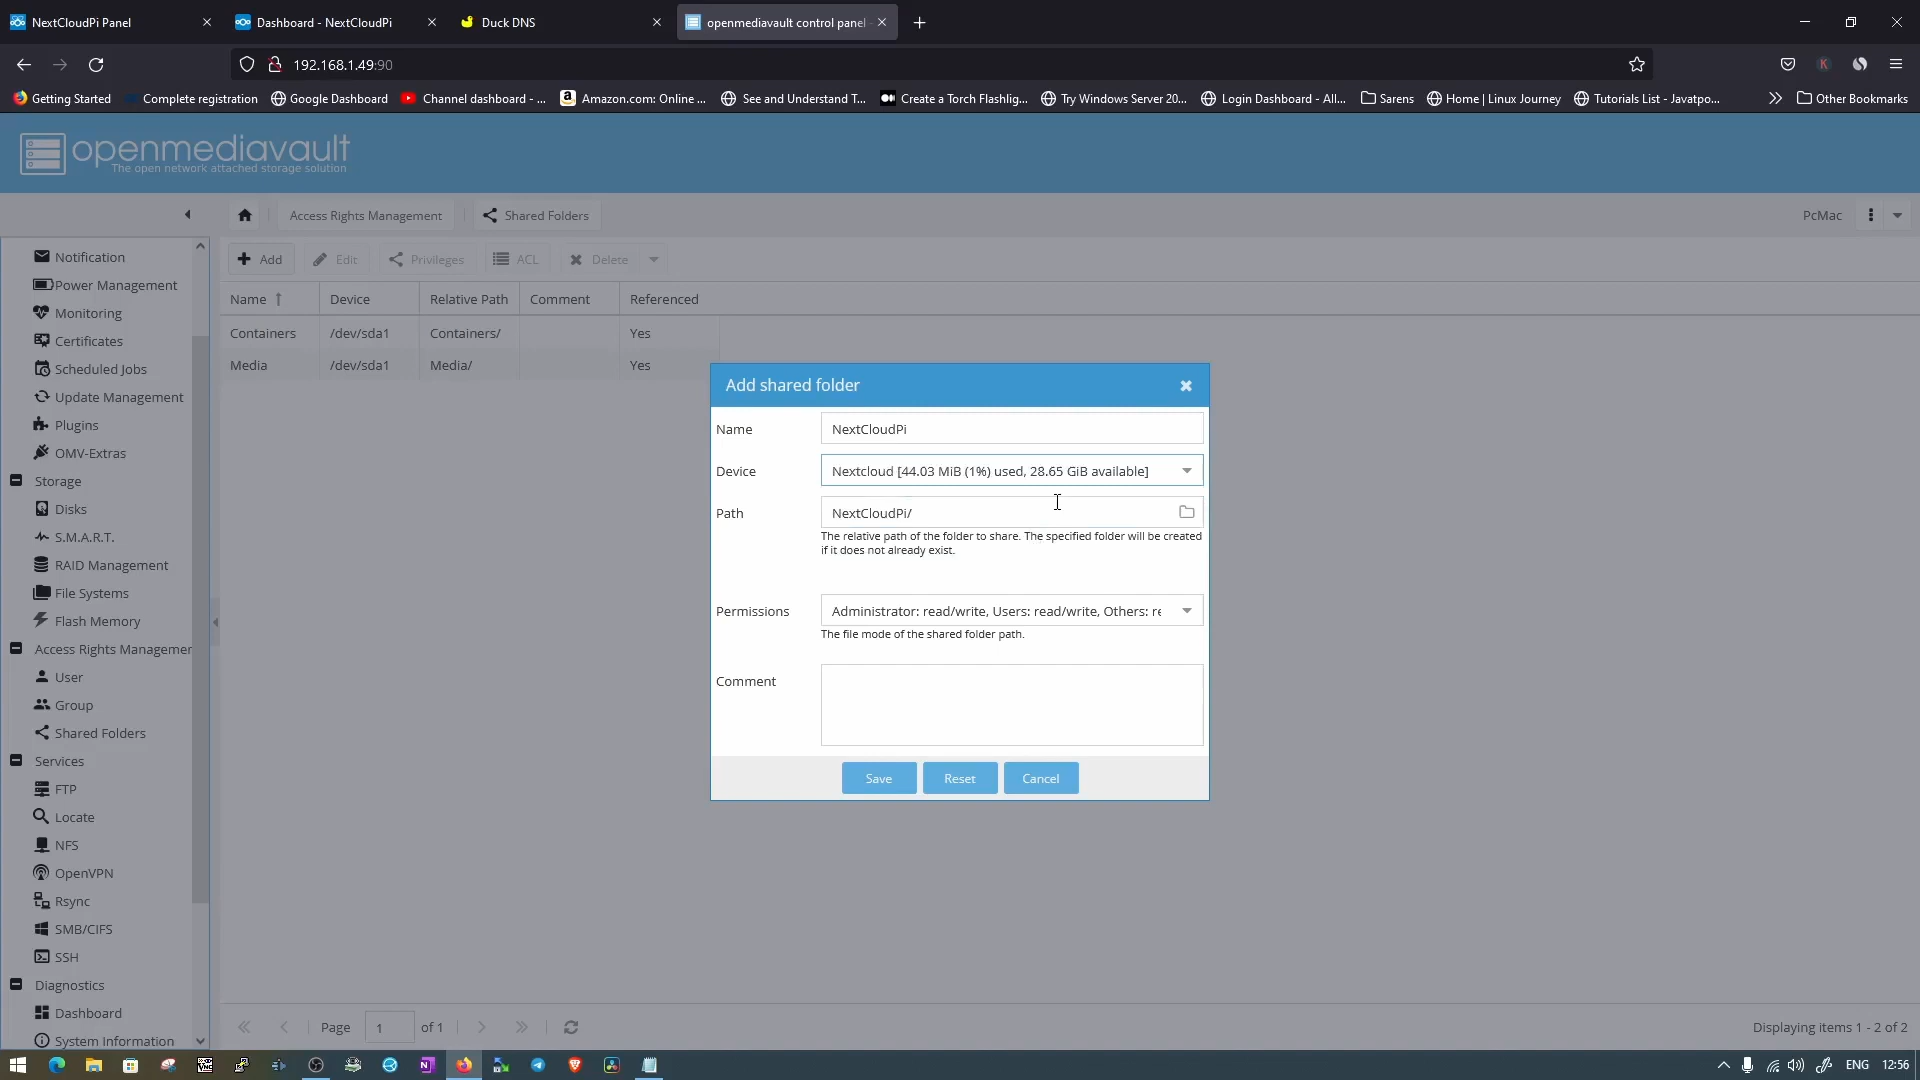 NextCloudPi Panel
Dashboard - NextCloudPi
Duck DNS
openmediavault control panel -
192.168.1.49:90
Getting Started
Complete registration
Google Dashboard
Channel dashboard - ...
Amazon.com: Online ...
See and Understand T...
Create a Torch Flashlig...
Try Windows Server 20...
Login Dashboard - All...
Sarens
Home | Linux Journey
Tutorials List - Javatpo...
Other Bookmarks
openmediavault
The open network attached storage solution
Access Rights Management
Shared Folders
PcMac
Notification
Power Management
Monitoring
Certificates
Scheduled Jobs
Update Management
Plugins
OMV-Extras
Storage
Disks
S.M.A.R.T.
RAID Management
File Systems
Flash Memory
Access Rights Managemer
User
Group
Shared Folders
Services
FTP
Locate
NFS
OpenVPN
Rsync
SMB/CIFS
SSH
Diagnostics
Dashboard
System Information
Add
Edit
Privileges
ACL
Delete
Name Device Relative Path Comment Referenced
Containers /dev/sda1 Containers/ Yes
Media /dev/sda1 Media/ Yes
Add shared folder
Name NextCloudPi
Device Nextcloud [44.03 MiB (1%) used, 28.65 GiB available]
Path NextCloudPi/
The relative path of the folder to share. The specified folder will be created
if it does not already exist.
Permissions Administrator: read/write, Users: read/write, Others: re
The file mode of the shared folder path.
Comment
Save Reset Cancel
Page 1 of 1
Displaying items 1 - 2 of 2
ENG 12:56